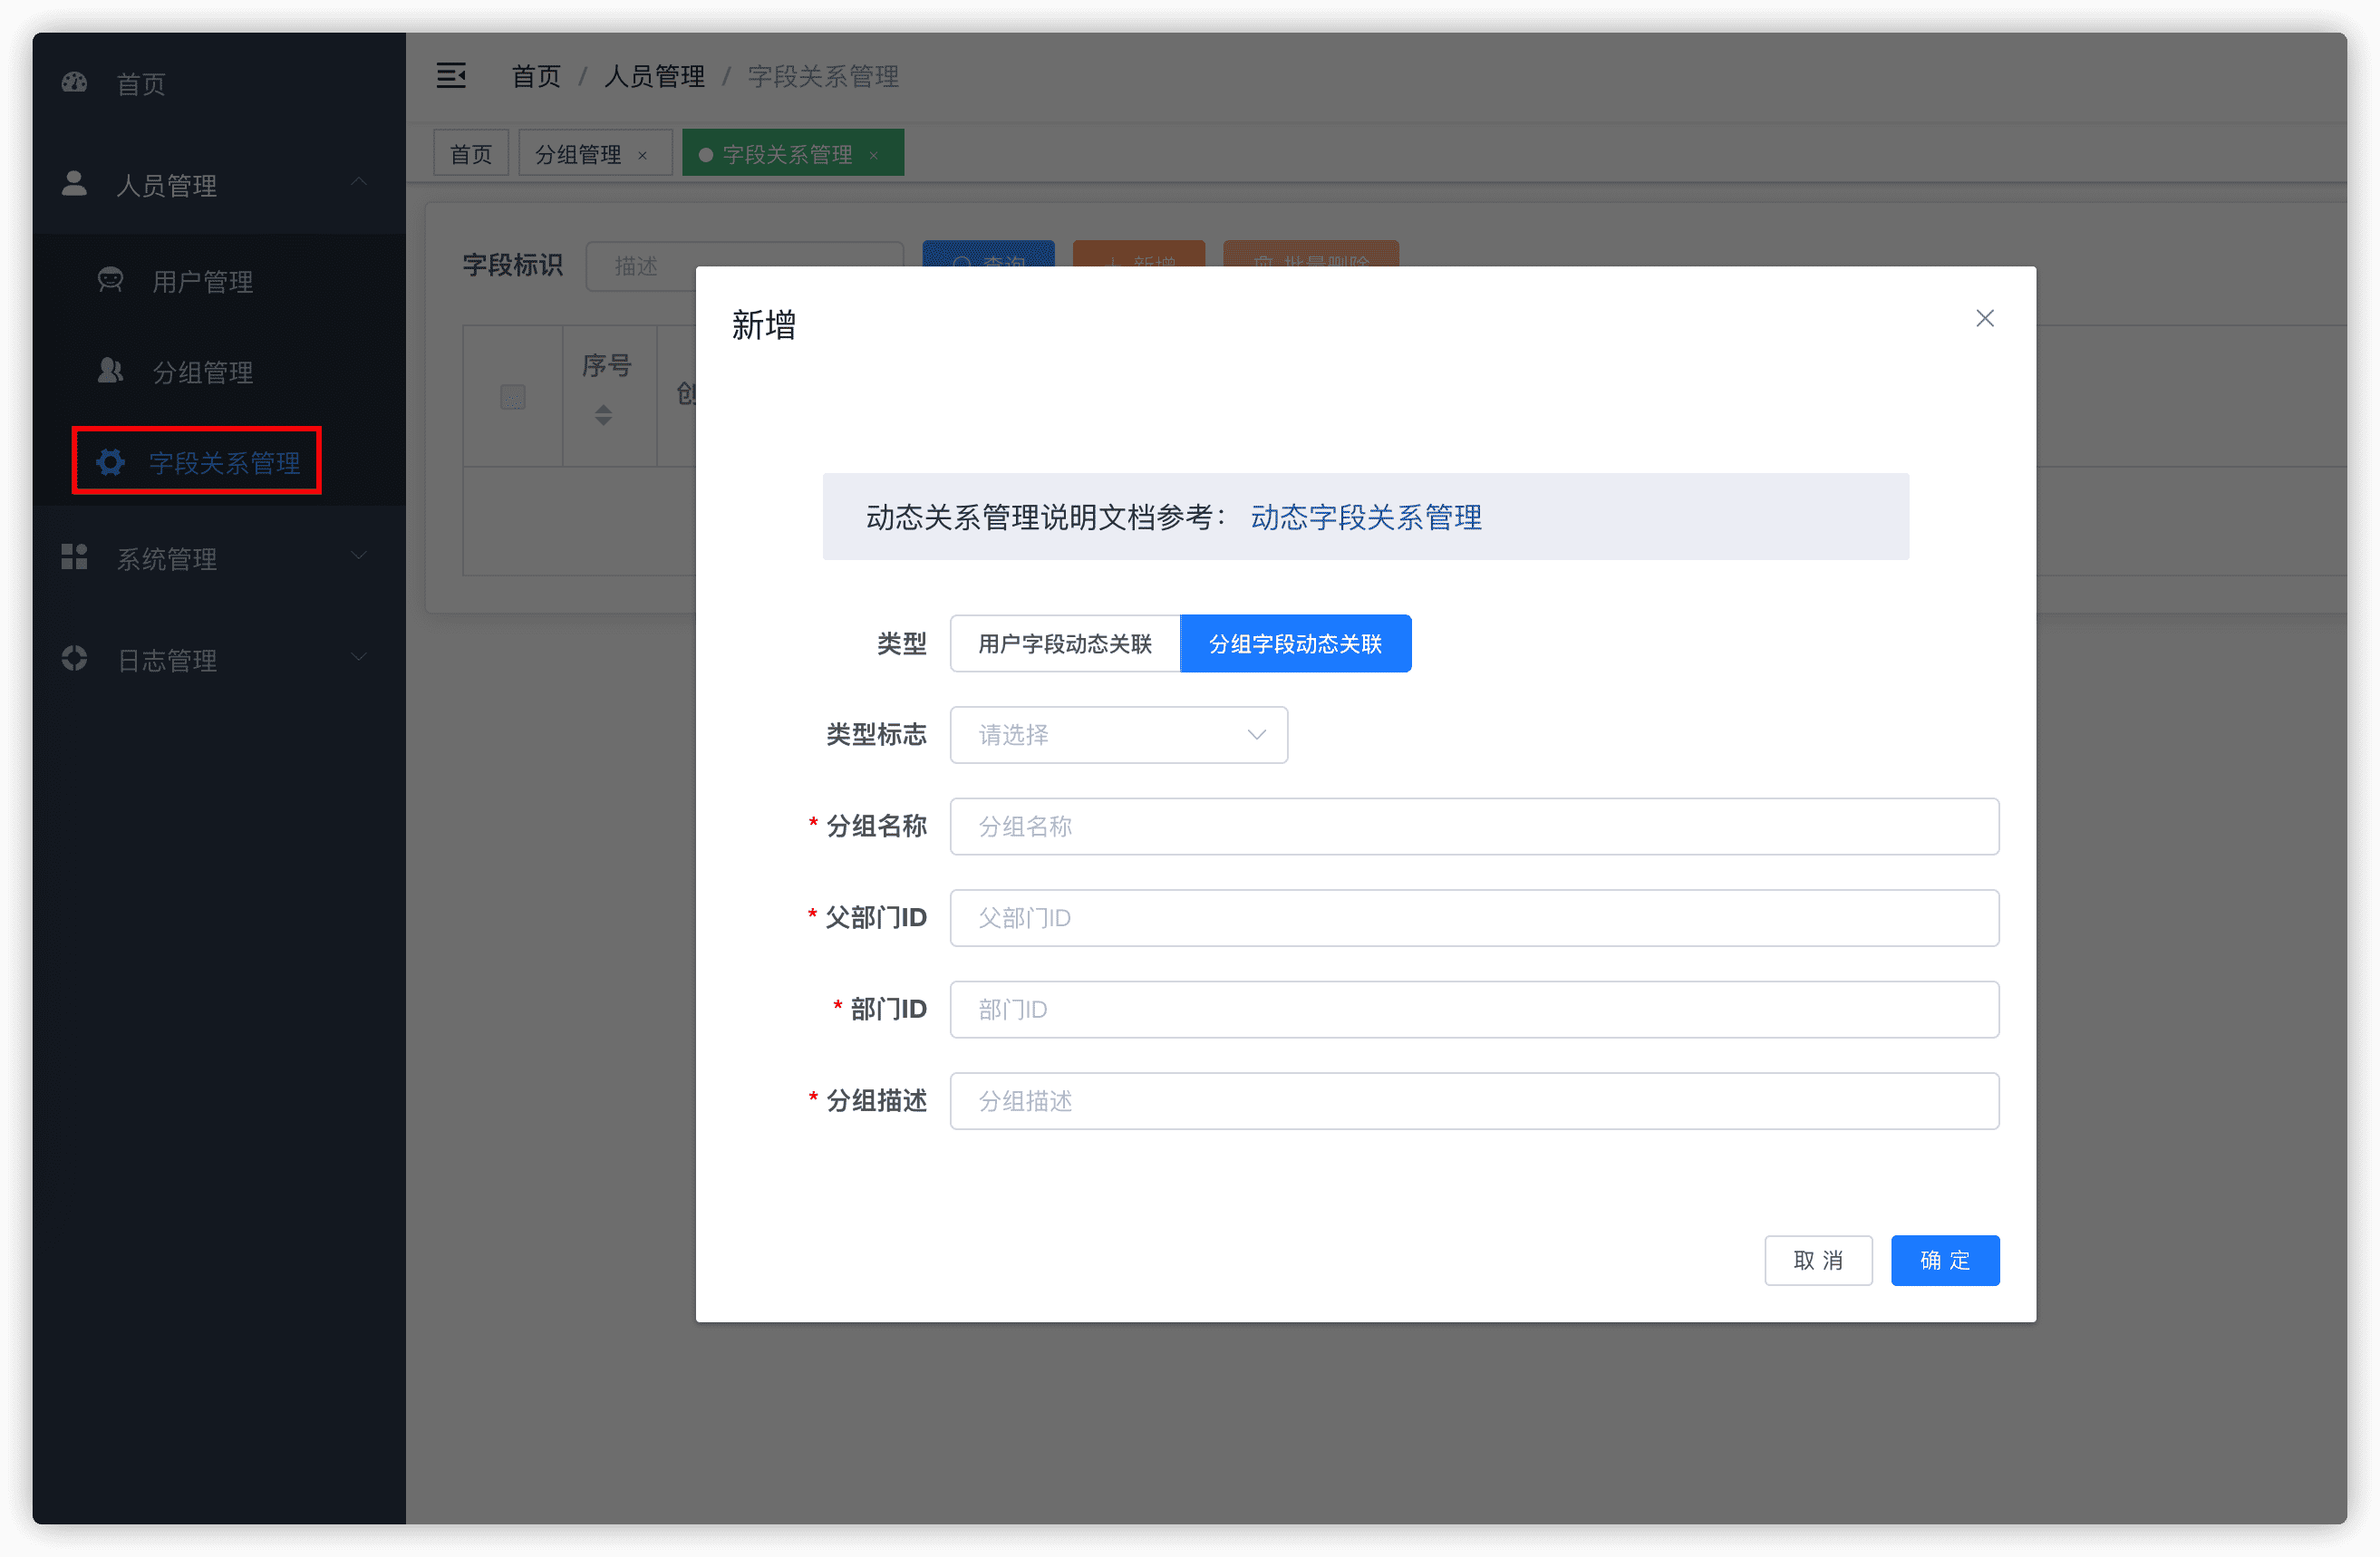 首页
人员管理
用户管理
分组管理
字段关系管理
系统管理
日志管理
首页 / 人员管理 / 字段关系管理
首页 分组管理 × 字段关系管理 ×
字段标识 描述 查询 新增 批量删除
序号
创
新增
动态关系管理说明文档参考： 动态字段关系管理
类型 用户字段动态关联 分组字段动态关联
类型标志 请选择
* 分组名称 分组名称
* 父部门ID 父部门ID
* 部门ID 部门ID
* 分组描述 分组描述
取 消 确 定